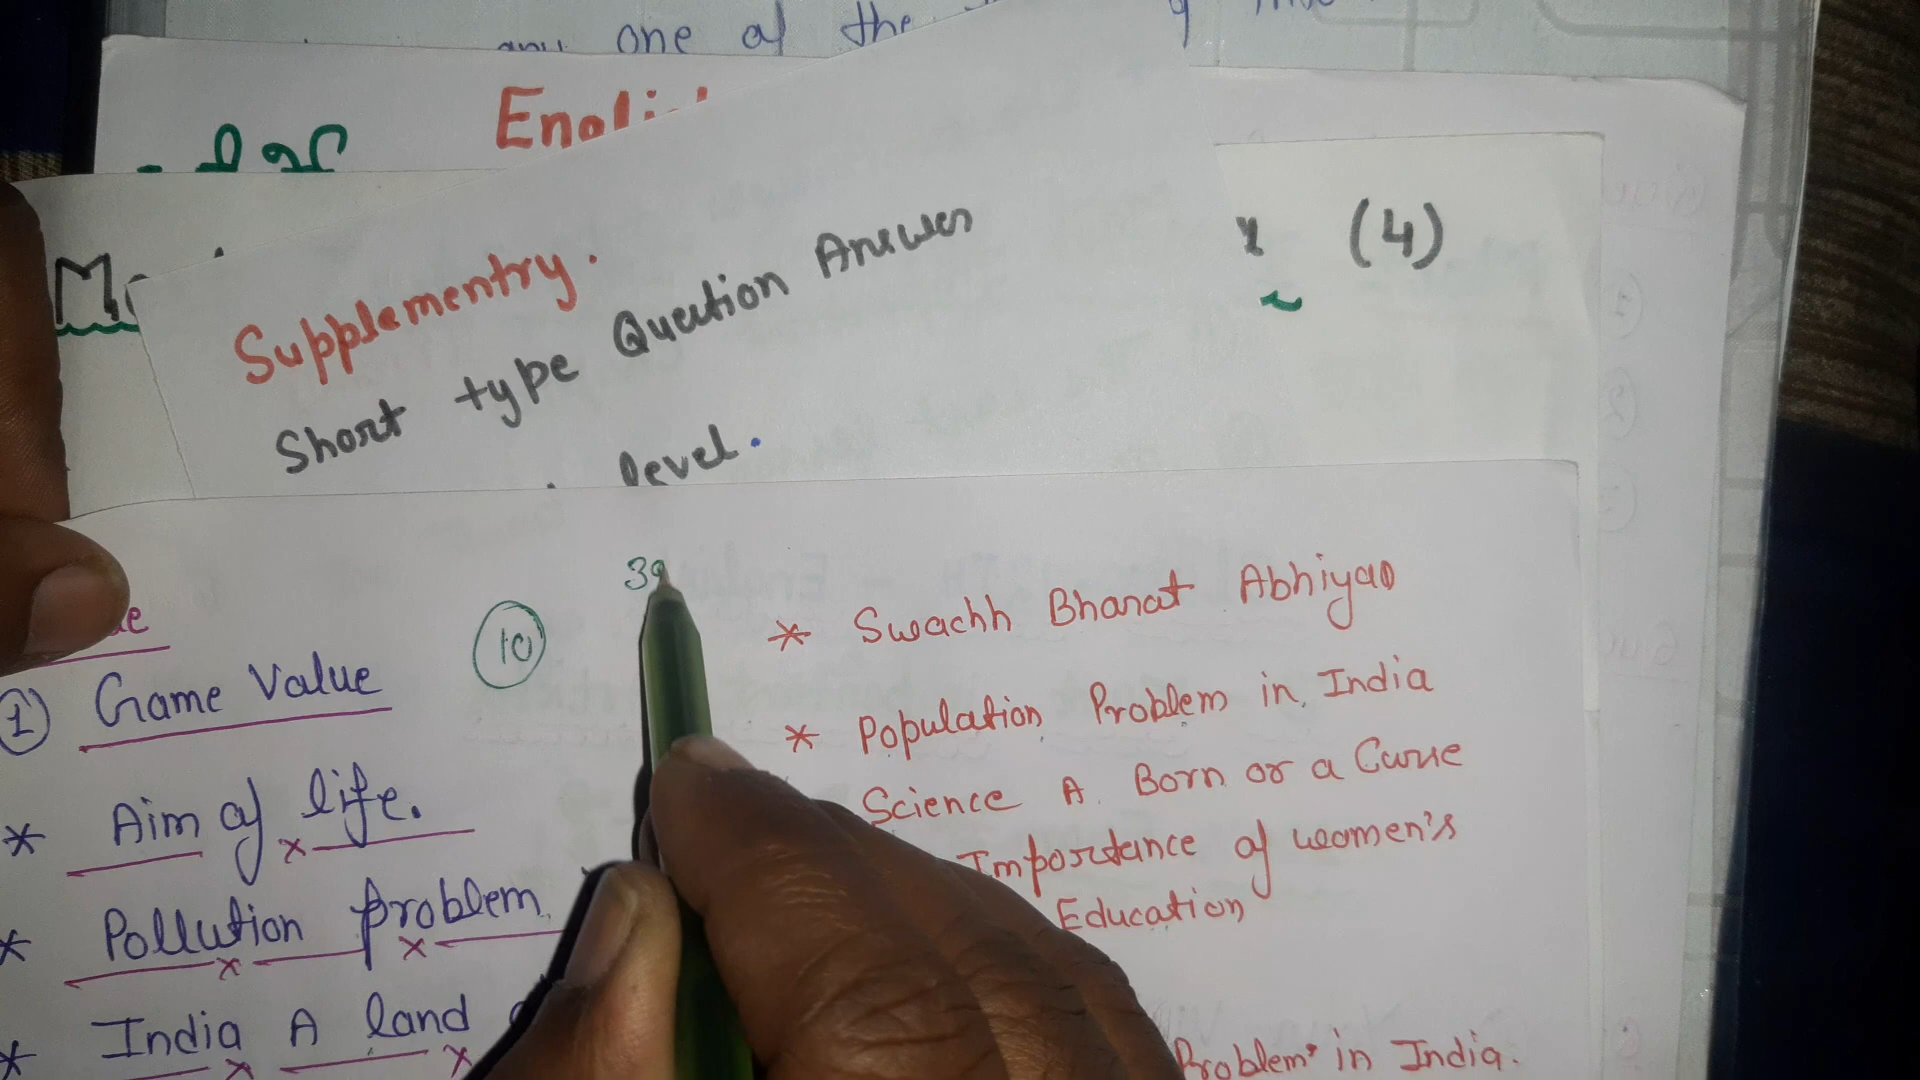 one of the
Supplementry.
Short type Question Answer
(4)
level.
39
10
1 Game Value
* Aim of life.
* Pollution problem
* India A land
* Swachh Bharat Abhiyan
* Population Problem in India
Science A Born or a Curue
Importance of women's
Education
Problem in India.